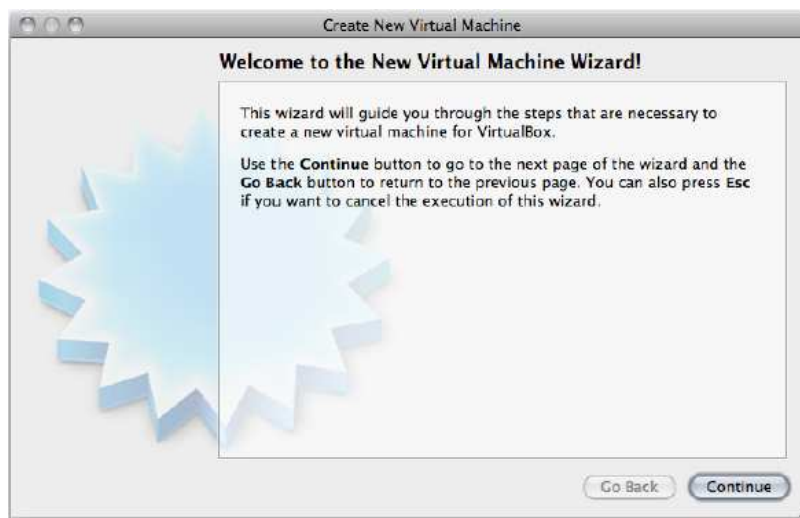 Create New Virtual Machine
Welcome to the New Virtual Machine Wizard!
This wizard will guide you through the steps that are necessary to
create a new virtual machine for VirtualBox.
Use the Continue button to go to the next page of the wizard and the
Go Back button to return to the previous page. You can also press Esc
if you want to cancel the execution of this wizard.
Go Back
Continue